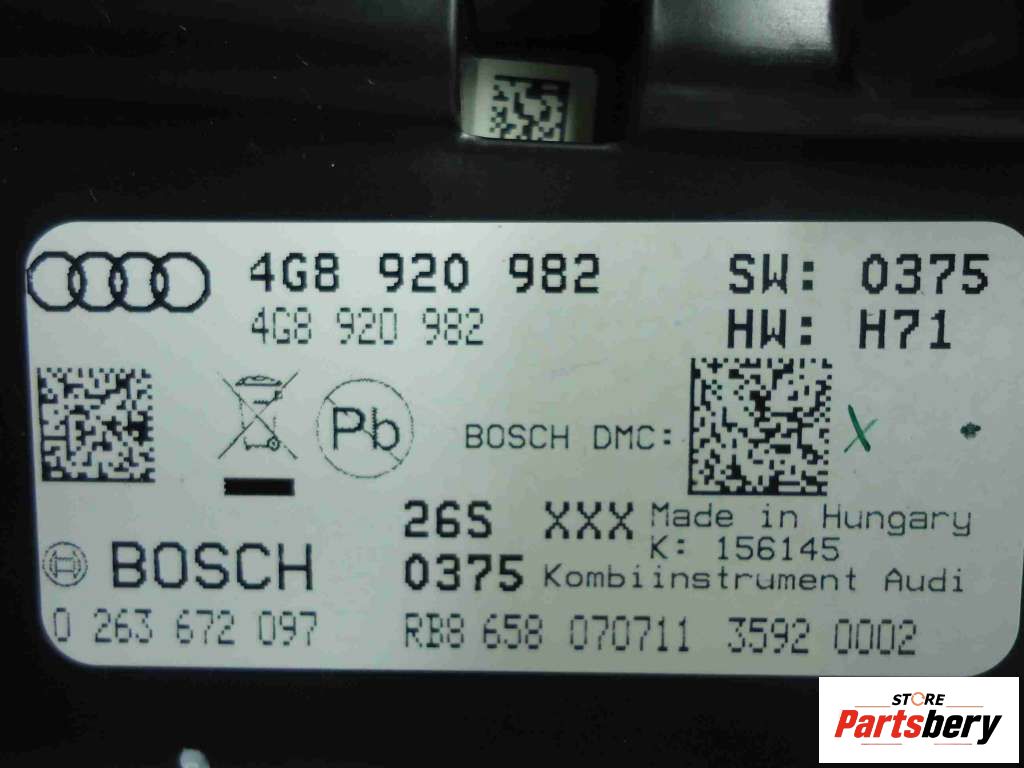 4G8 920 982 SW: 0375
4G8 920 982 HW: H71
Pb BOSCH DMC: X
26S XXX Made in Hungary
K: 156145
BOSCH 0375 Kombiinstrument Audi
0 263 672 097 RB8 658 070711 3592 0002
STORE
Partsbery